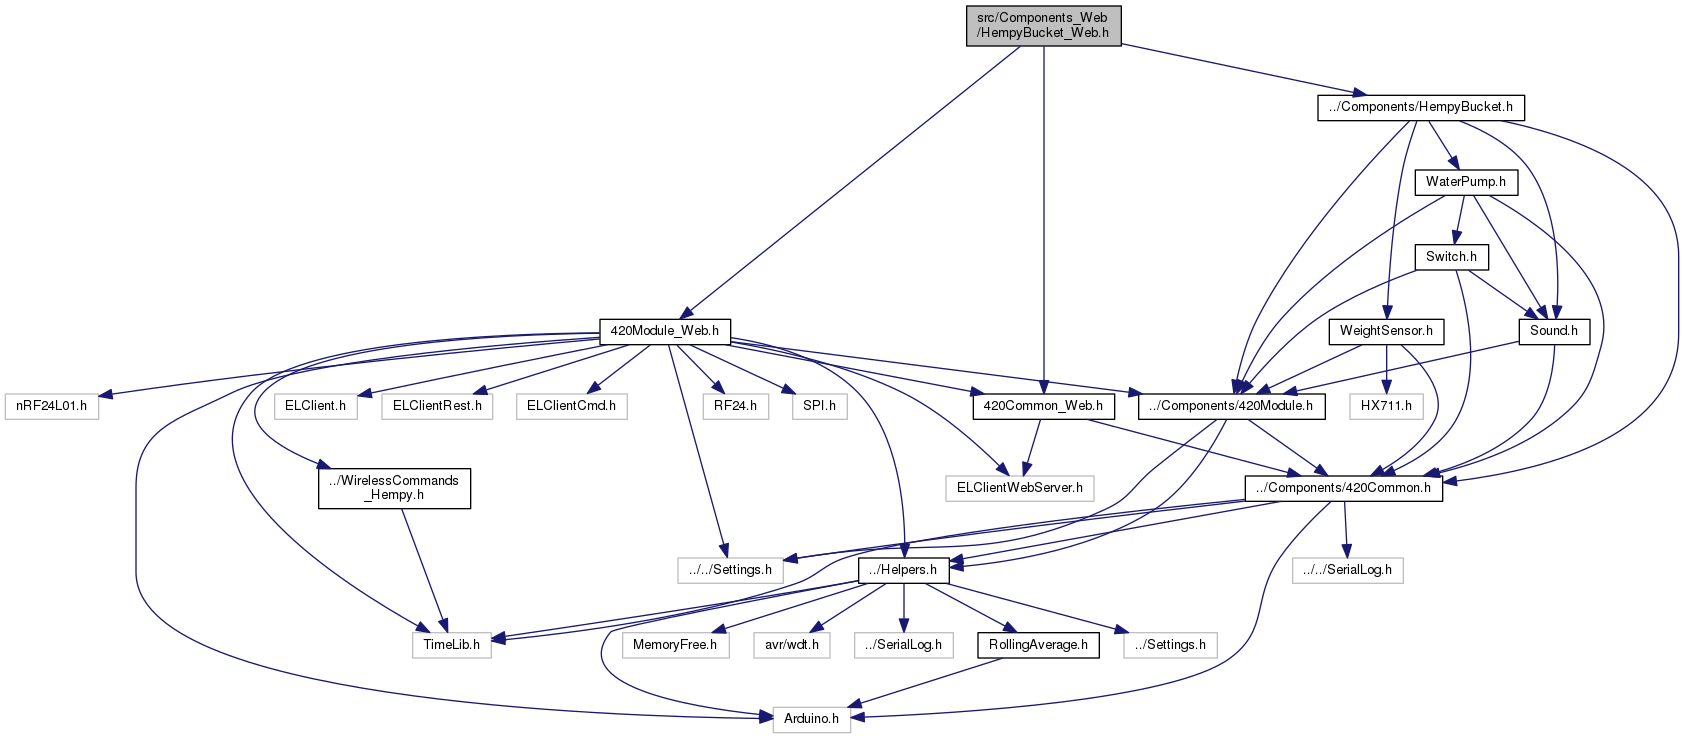 src/Components_Web
/HempyBucket_Web.h
../Components/HempyBucket.h
WaterPump.h
Switch.h
420Module_Web.h
WeightSensor.h
Sound.h
nRF24L01.h
ELClient.h
ELClientRest.h
ELClientCmd.h
RF24.h
SPI.h
420Common_Web.h
../Components/420Module.h
HX711.h
../WirelessCommands
_Hempy.h
ELClientWebServer.h
../Components/420Common.h
../../Settings.h
../Helpers.h
../../SerialLog.h
TimeLib.h
MemoryFree.h
avr/wdt.h
../SerialLog.h
RollingAverage.h
../Settings.h
Arduino.h